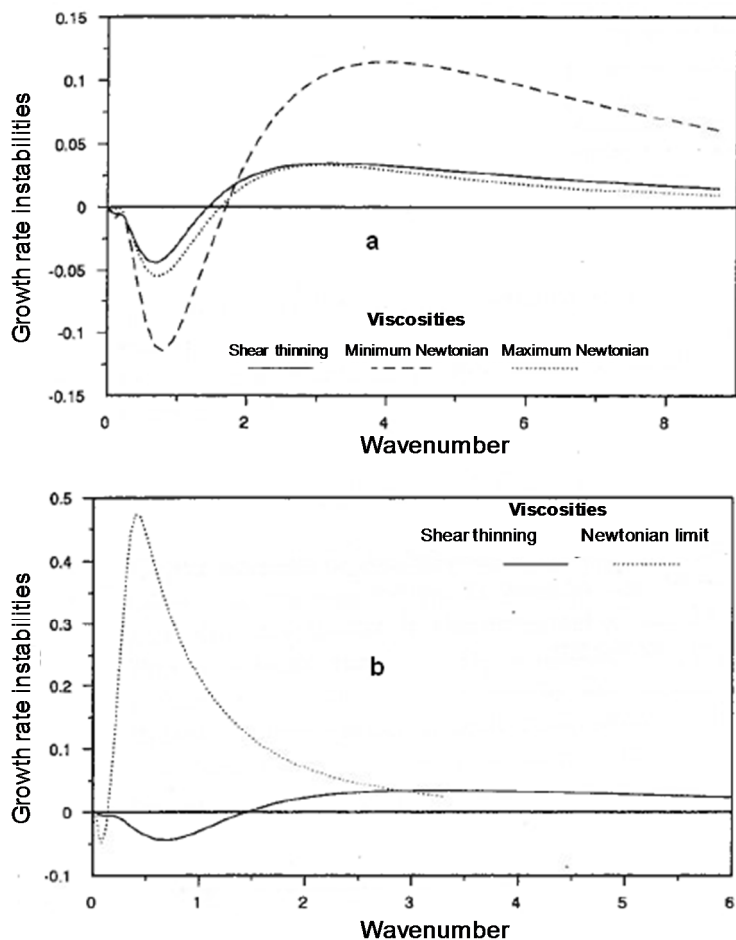 0.15
0.1
0.05
0
-0.05
-0.1
-0.15
Growth rate instabilities
a
Viscosities
Shear thinning Minimum Newtonian Maximum Newtonian
0 2 4 6 8
Wavenumber
0.5
0.4
0.3
0.2
0.1
0
-0.1
Growth rate instabilities
Viscosities
Shear thinning Newtonian limit
b
0 1 2 3 4 5 6
Wavenumber